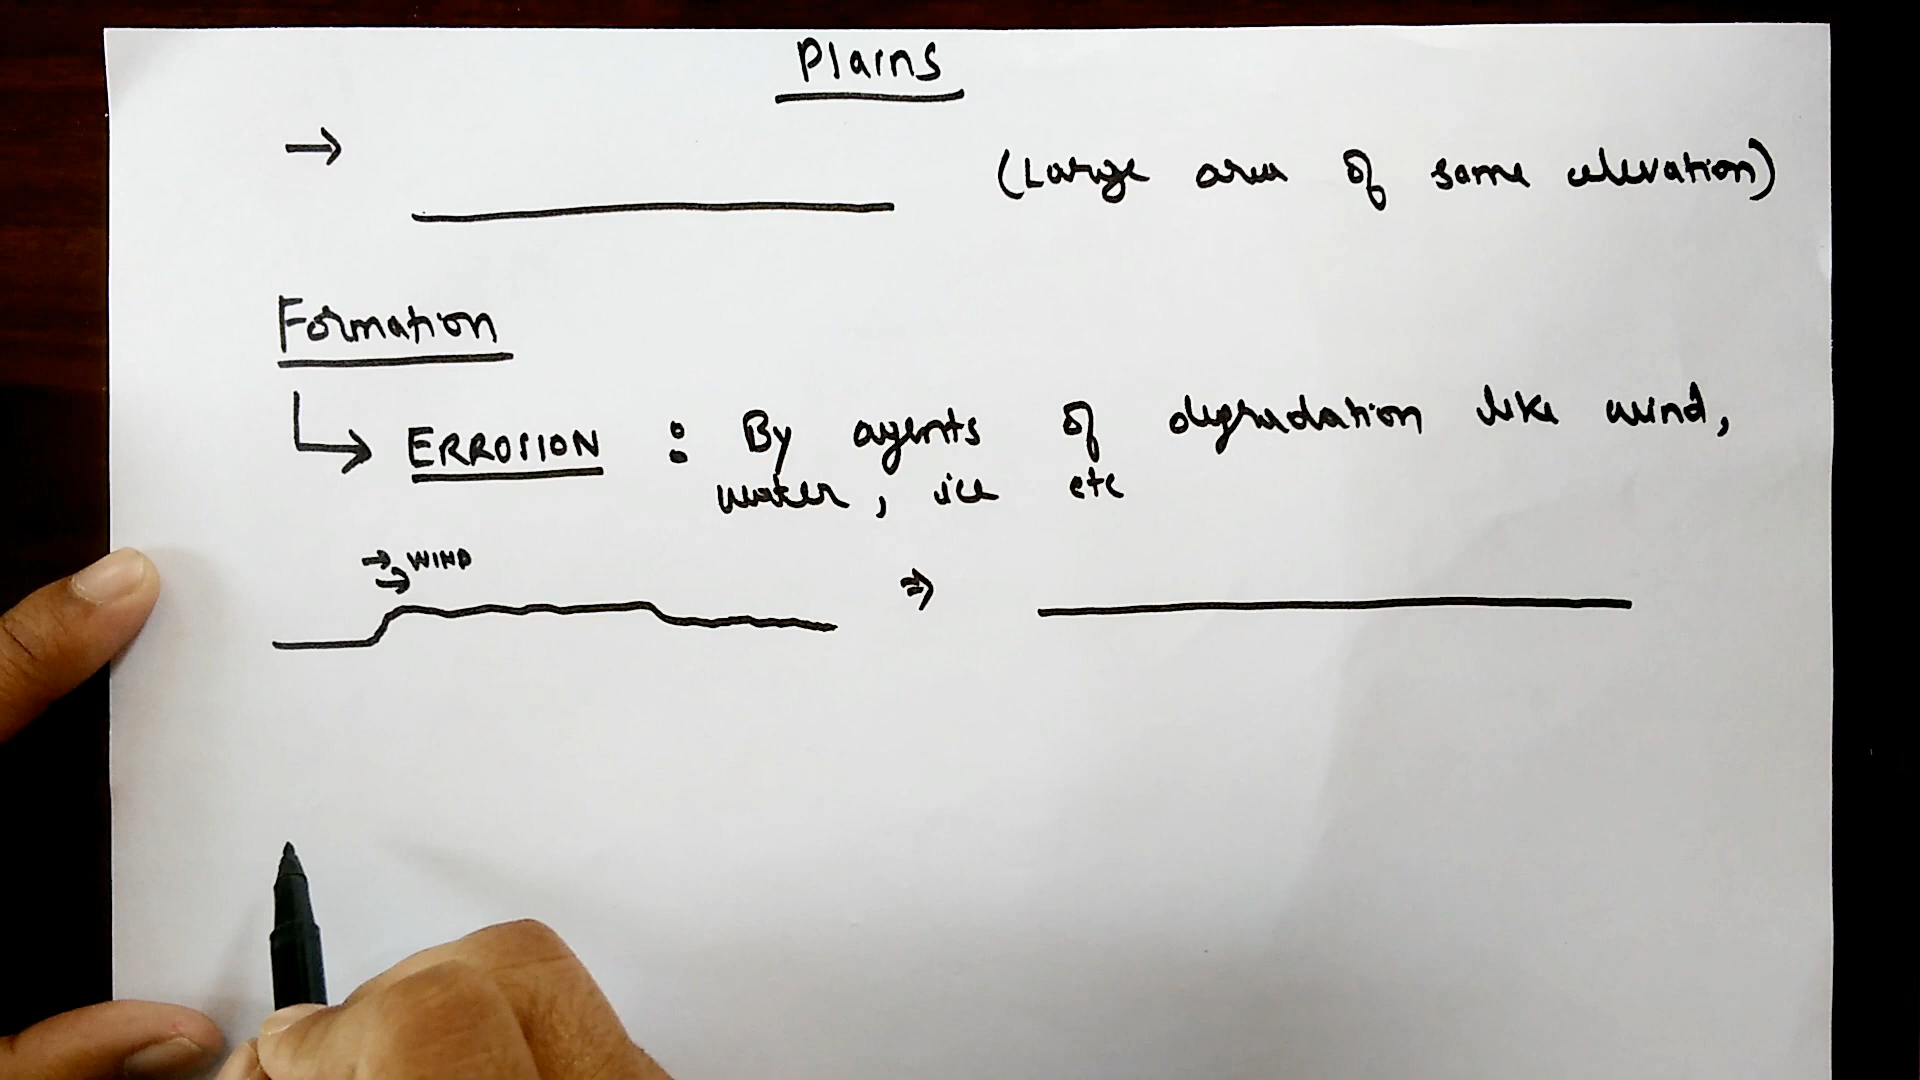 Plains
→ (Large area of same elevation)
Formation
ERROSION : By agents of degradation like wind,
water, ice etc
WIND